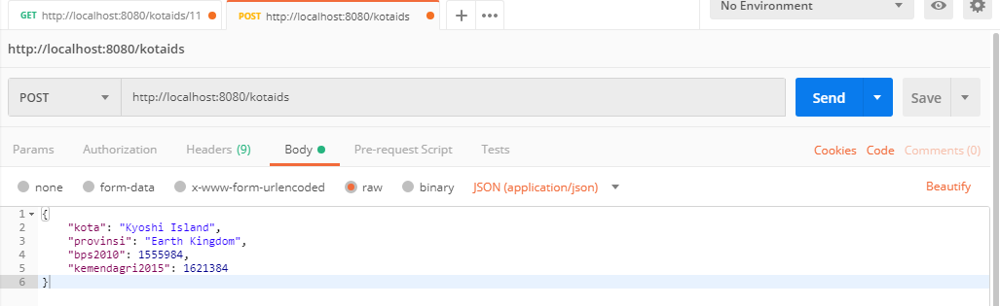 GET http://localhost:8080/kotaids/11 POST http://localhost:8080/kotaids + ••• No Environment
http://localhost:8080/kotaids
POST http://localhost:8080/kotaids Send Save
Params Authorization Headers (9) Body Pre-request Script Tests Cookies Code Comments (0)
none form-data x-www-form-urlencoded raw binary JSON (application/json) Beautify
1 {
2 "kota": "Kyoshi Island",
3 "provinsi": "Earth Kingdom",
4 "bps2010": 1555984,
5 "kemendagri2015": 1621384
6 }